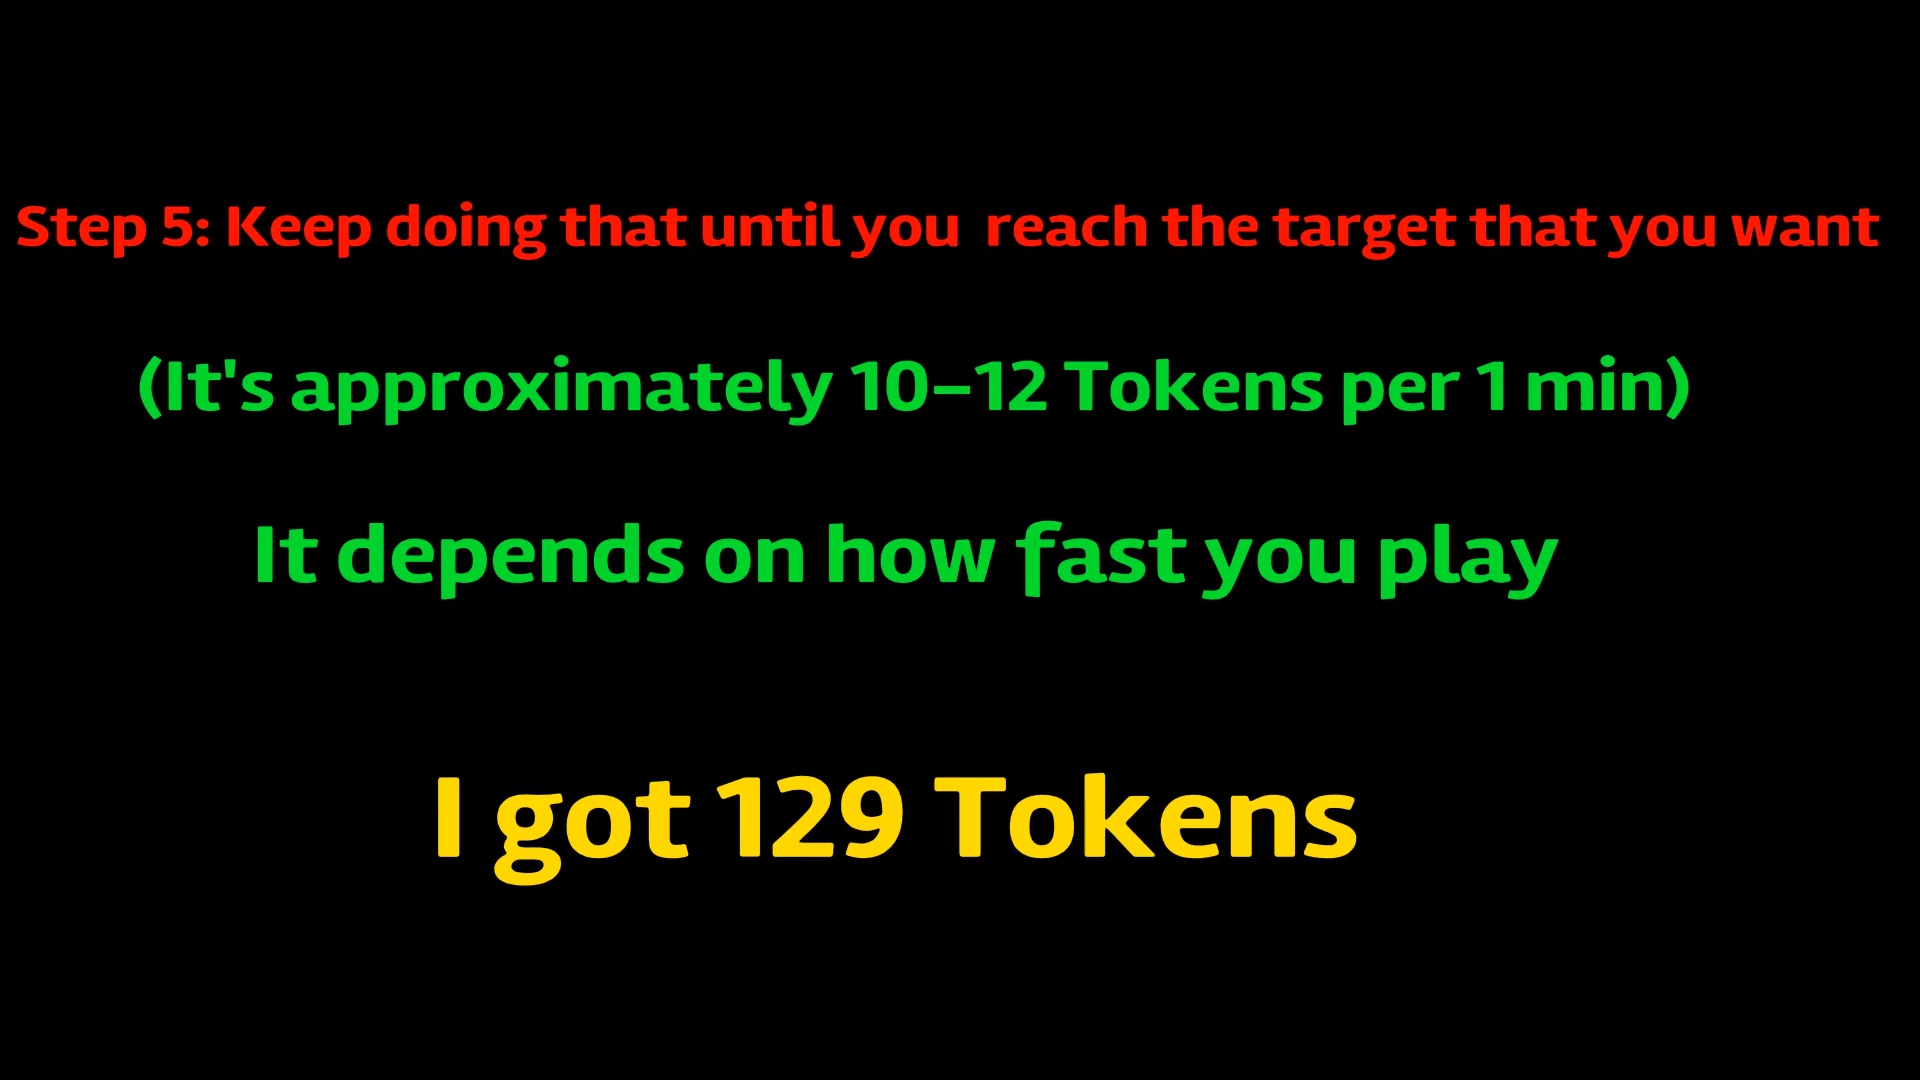 Step 5: Keep doing that until you  reach the target that you want
(It's approximately 10–12 Tokens per 1 min)
It depends on how fast you play
I got 129 Tokens